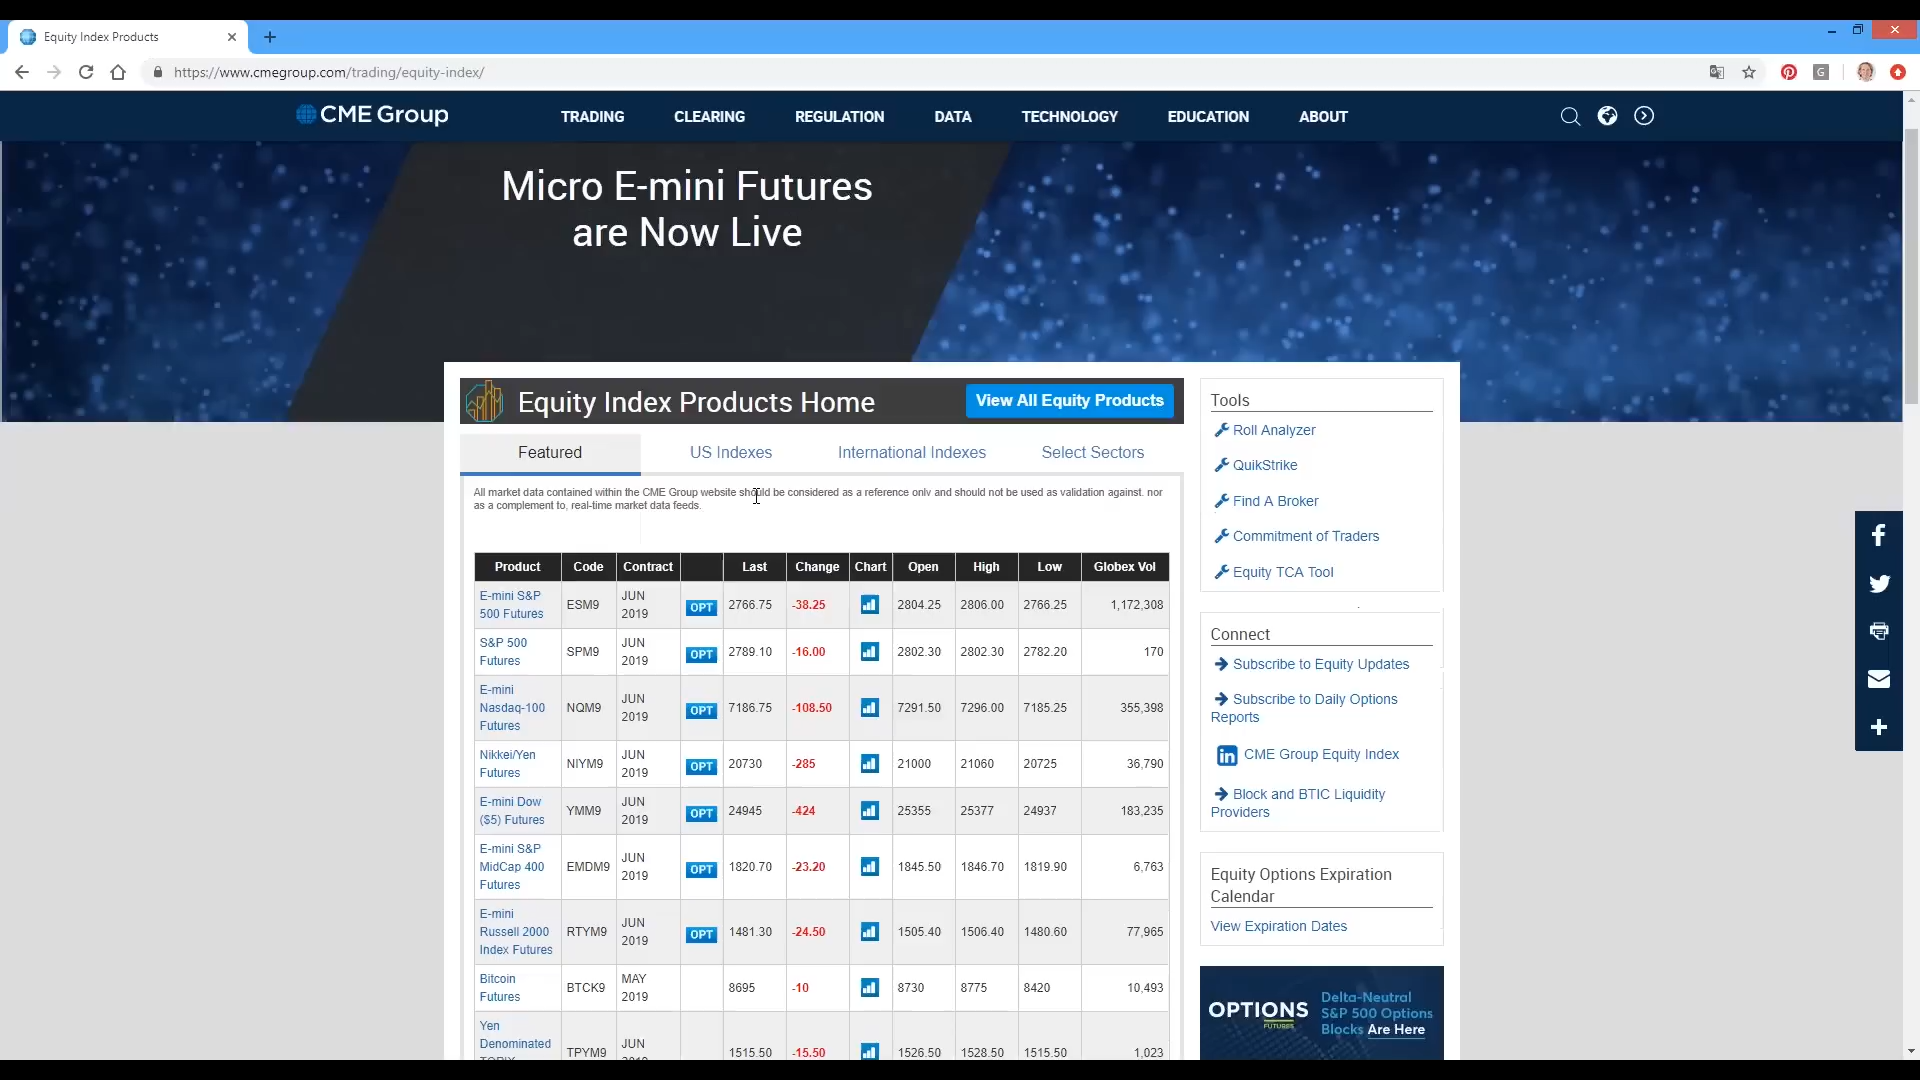 Equity Index Products
https://www.cmegroup.com/trading/equity-index/
CME Group
TRADING CLEARING REGULATION DATA TECHNOLOGY EDUCATION ABOUT
Micro E-mini Futures
are Now Live
Equity Index Products Home View All Equity Products
Featured US Indexes International Indexes Select Sectors
All market data contained within the CME Group website should be considered as a reference only and should not be used as validation against, nor
as a complement to, real-time market data feeds.
Product Code Contract Last Change Chart Open High Low Globex Vol
E-mini S&P
500 Futures ESM9 JUN
2019 OPT 2766.75 -38.25 2804.25 2806.00 2766.25 1,172,308
S&P 500
Futures SPM9 JUN
2019 OPT 2789.10 -16.00 2802.30 2802.30 2782.20 170
E-mini
Nasdaq-100
Futures NQM9 JUN
2019 OPT 7186.75 -108.50 7291.50 7296.00 7185.25 355,398
Nikkei/Yen
Futures NIYM9 JUN
2019 OPT 20730 -285 21000 21060 20725 36,790
E-mini Dow
($5) Futures YMM9 JUN
2019 OPT 24945 -424 25355 25377 24937 183,235
E-mini S&P
MidCap 400
Futures EMDM9 JUN
2019 OPT 1820.70 -23.20 1845.50 1846.70 1819.90 6,763
E-mini
Russell 2000
Index Futures RTYM9 JUN
2019 OPT 1481.30 -24.50 1505.40 1506.40 1480.60 77,965
Bitcoin
Futures BTCK9 MAY
2019 8695 -10 8730 8775 8420 10,493
Yen
Denominated
TOPIX TPYM9 JUN
2019 1515.50 -15.50 1526.50 1528.50 1515.50 1,023
Tools
Roll Analyzer
QuikStrike
Find A Broker
Commitment of Traders
Equity TCA Tool
Connect
Subscribe to Equity Updates
Subscribe to Daily Options
Reports
in CME Group Equity Index
Block and BTIC Liquidity
Providers
Equity Options Expiration
Calendar
View Expiration Dates
OPTIONS
FUTURES
Delta-Neutral
S&P 500 Options
Blocks Are Here